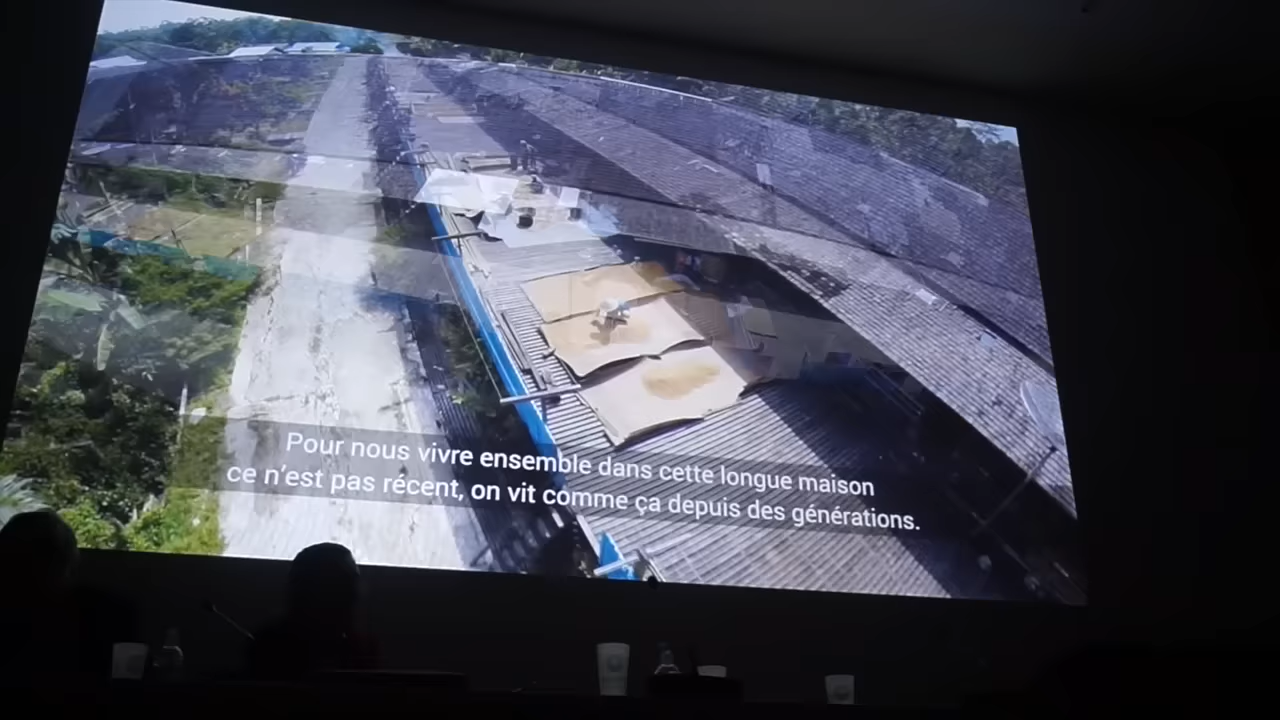 Pour nous vivre ensemble dans cette longue maison
ce n’est pas récent, on vit comme ça depuis des générations.